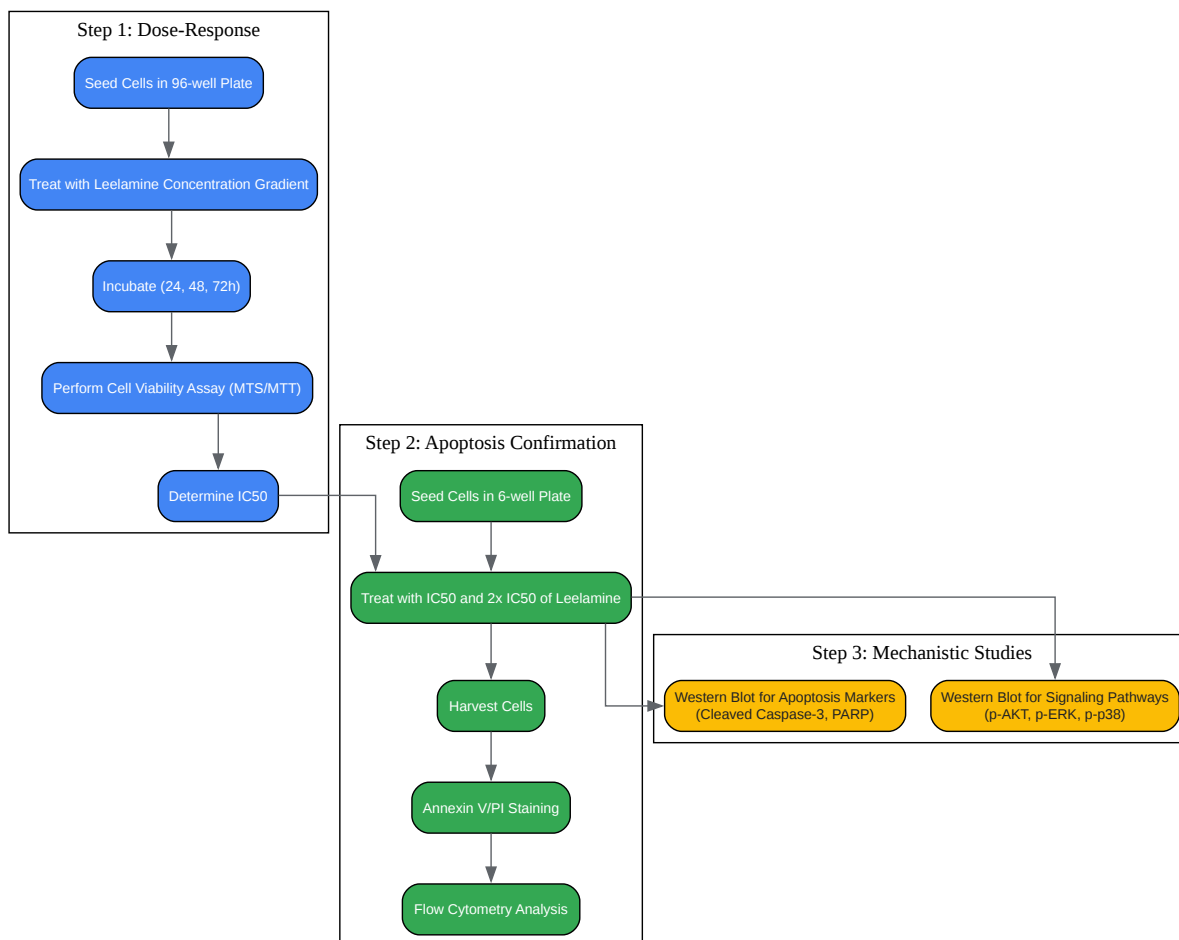 Step 1: Dose-Response
Seed Cells in 96-well Plate
Treat with Leelamine Concentration Gradient
Incubate (24, 48, 72h)
Perform Cell Viability Assay (MTS/MTT)
Determine IC50
Step 2: Apoptosis Confirmation
Seed Cells in 6-well Plate
Treat with IC50 and 2x IC50 of Leelamine
Harvest Cells
Annexin V/PI Staining
Flow Cytometry Analysis
Step 3: Mechanistic Studies
Western Blot for Apoptosis Markers
(Cleaved Caspase-3, PARP)
Western Blot for Signaling Pathways
(p-AKT, p-ERK, p-p38)